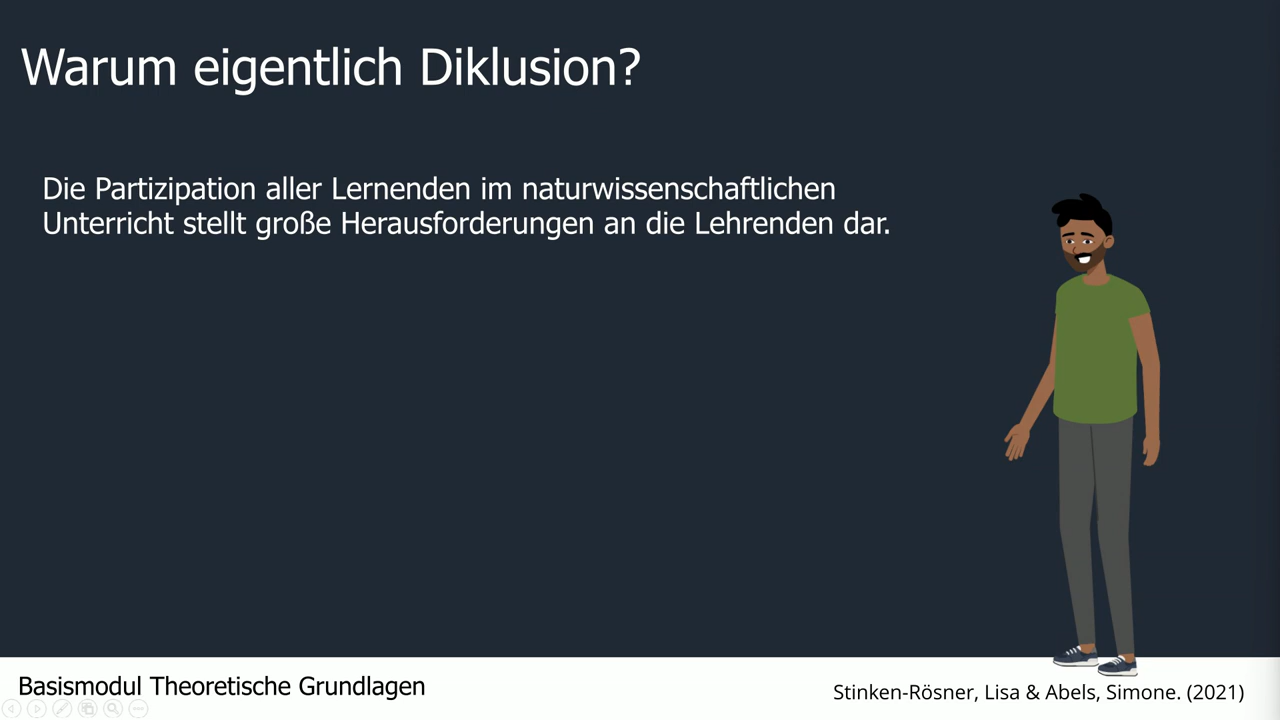 Warum eigentlich Diklusion?
Die Partizipation aller Lernenden im naturwissenschaftlichen
Unterricht stellt große Herausforderungen an die Lehrenden dar.
Basismodul Theoretische Grundlagen
Stinken-Rösner, Lisa & Abels, Simone. (2021)